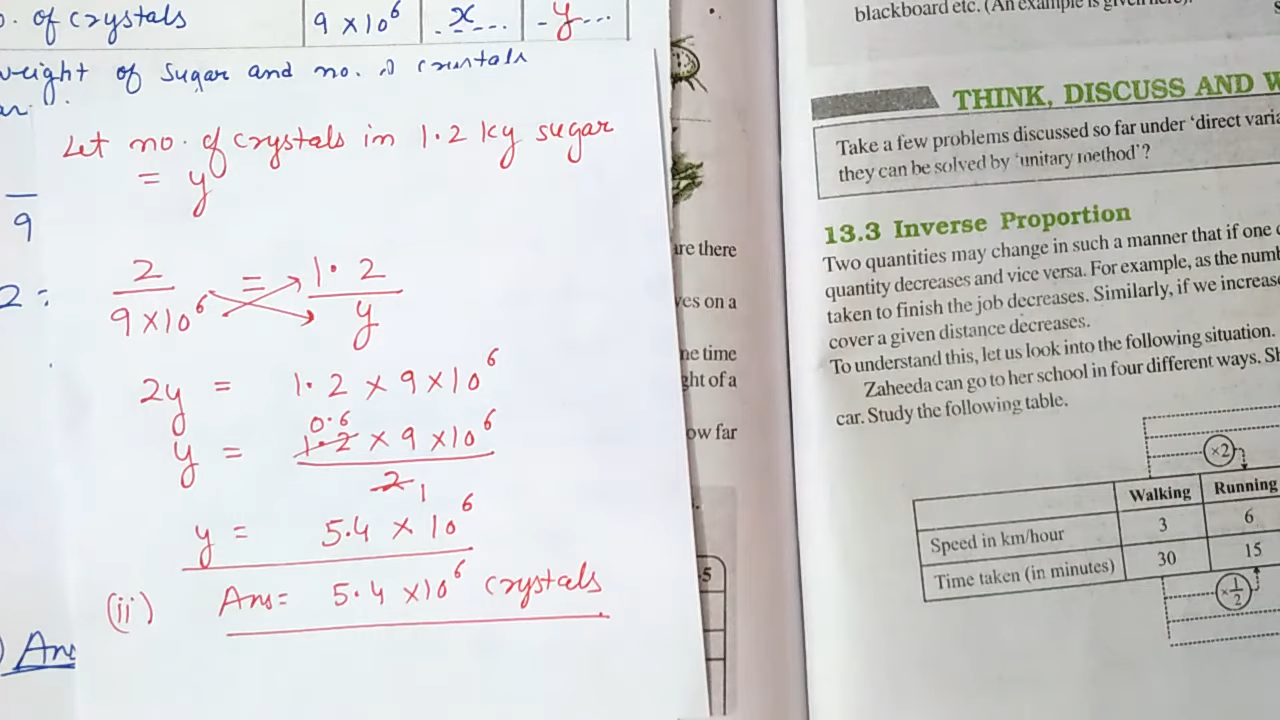 of crystals 9 × 10⁶ x y
weight of sugar and no. of crystals
Let no. of crystals in 1.2 kg sugar
= y
9
2 :
2 / 9 × 10⁶ = 1.2 / y
2y = 1.2 × 9 × 10⁶
0.6
y = 1.2 × 9 × 10⁶ / 2 1
y = 5.4 × 10⁶
(ii) Ans = 5.4 × 10⁶ crystals
Ans
are there
on a
time
of a
ow far
5
blackboard etc. (An example is given here).
THINK, DISCUSS AND W
Take a few problems discussed so far under ‘direct varia
they can be solved by ‘unitary method’?
13.3 Inverse Proportion
Two quantities may change in such a manner that if one
quantity decreases and vice versa. For example, as the numb
taken to finish the job decreases. Similarly, if we increase
cover a given distance decreases.
To understand this, let us look into the following situation.
Zaheeda can go to her school in four different ways. Sh
car. Study the following table.
×2
Walking Running
Speed in km/hour 3 6
Time taken (in minutes) 30 15
×1/2